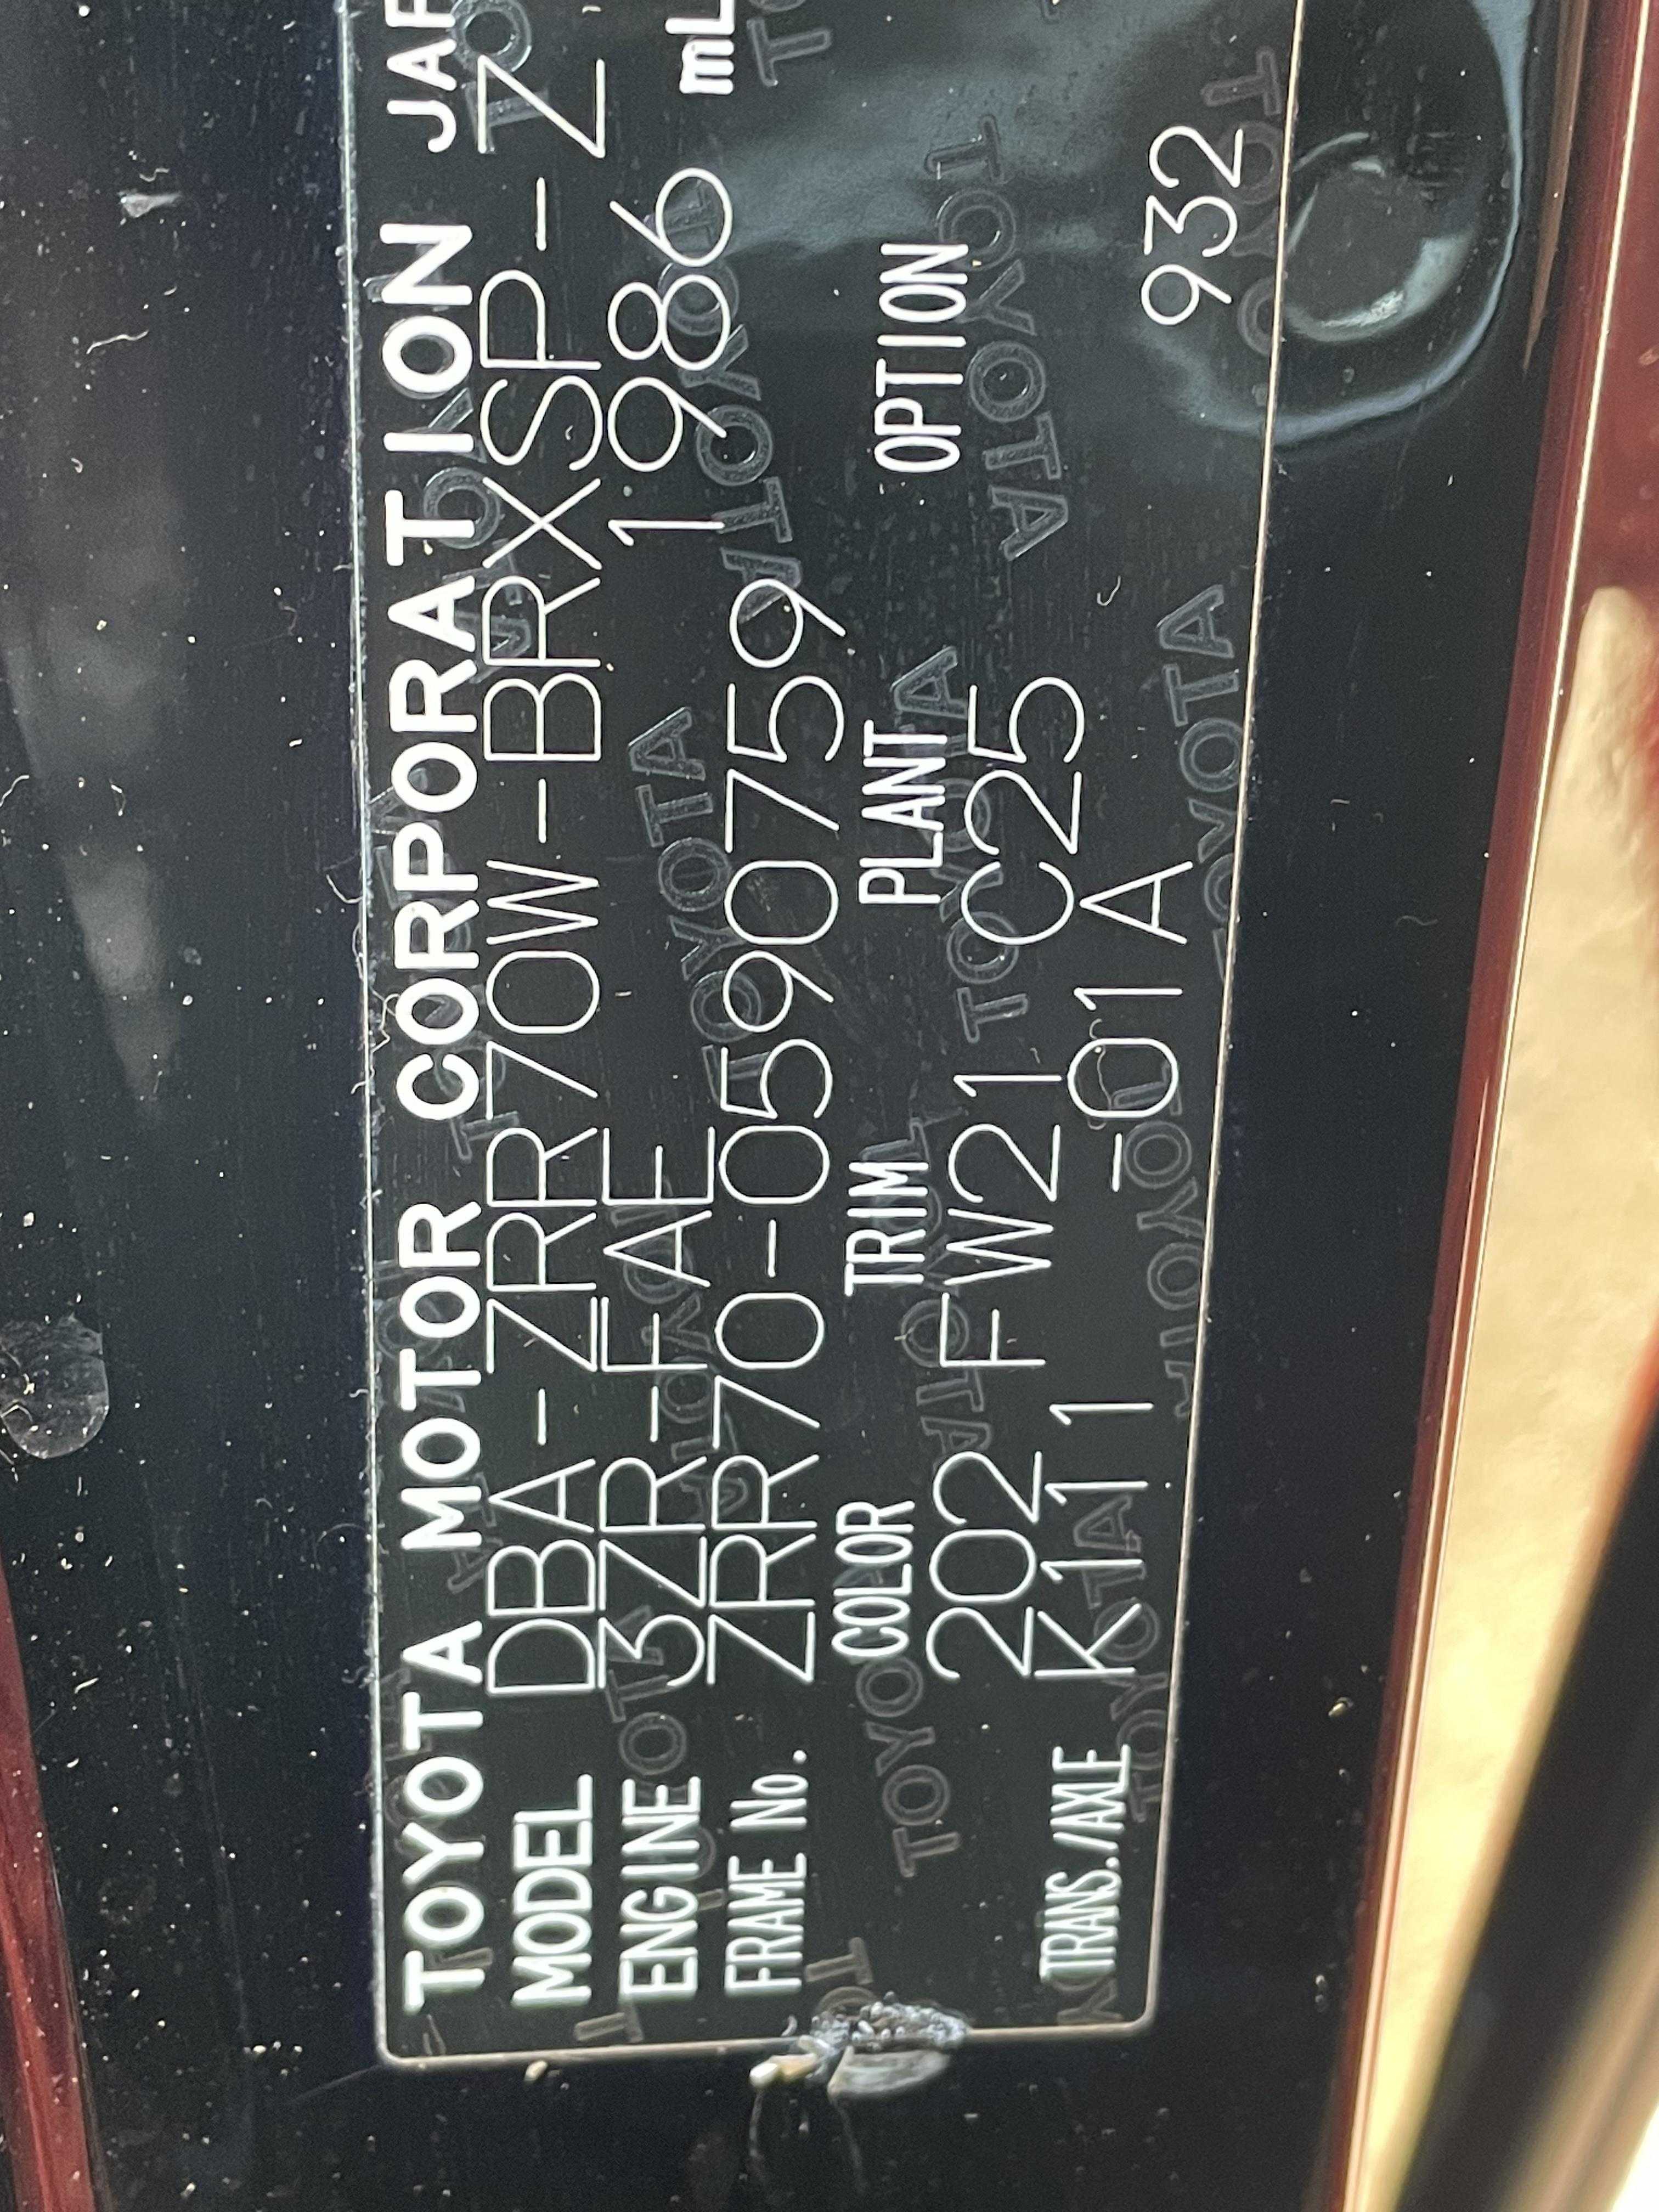 TOYOTA MOTOR CORPORATION JAP
MODEL DBA-ZRR70W-BRXSP-Z
ENGINE 3ZR-FAE 1986 mL
FRAME No. ZRR70-0590759
COLOR TRIM PLANT OPTION
202 FW21 C25
TRANS./AXLE K111 -01A 932